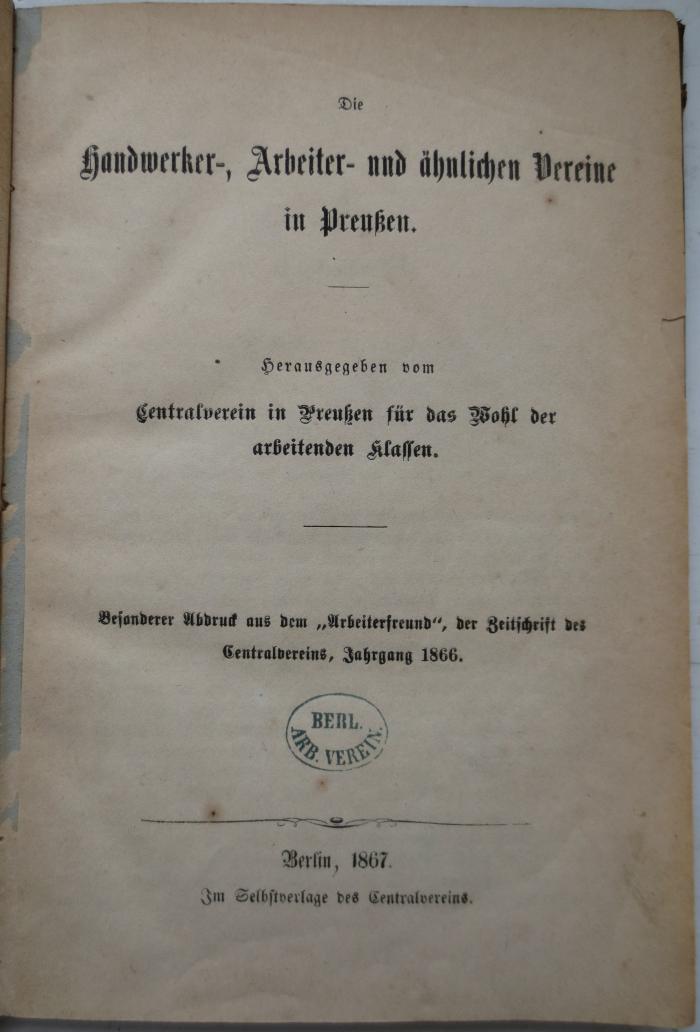 Die
Handwerker-, Arbeiter- und ähnlichen Vereine
in Preußen.
Herausgegeben vom
Centralverein in Preußen für das Wohl der
arbeitenden Klassen.
Besonderer Abdruck aus dem „Arbeiterfreund“, der Zeitschrift des
Centralvereins, Jahrgang 1866.
BERL.
ARB. VEREIN.
Berlin, 1867.
Im Selbstverlage des Centralvereins.